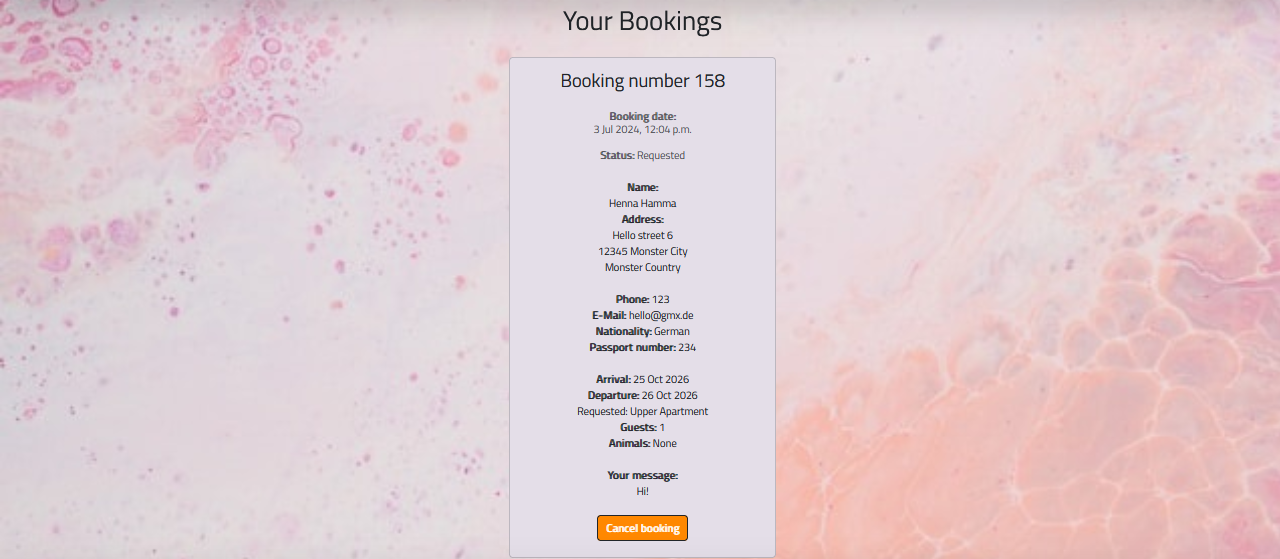 Your Bookings
Booking number 158
Booking date:
3 Jul 2024, 12:04 p.m.
Status: Requested
Name:
Henna Hamma
Address:
Hello street 6
12345 Monster City
Monster Country
Phone: 123
E-Mail: hello@gmx.de
Nationality: German
Passport number: 234
Arrival: 25 Oct 2026
Departure: 26 Oct 2026
Requested: Upper Apartment
Guests: 1
Animals: None
Your message:
Hi!
Cancel booking